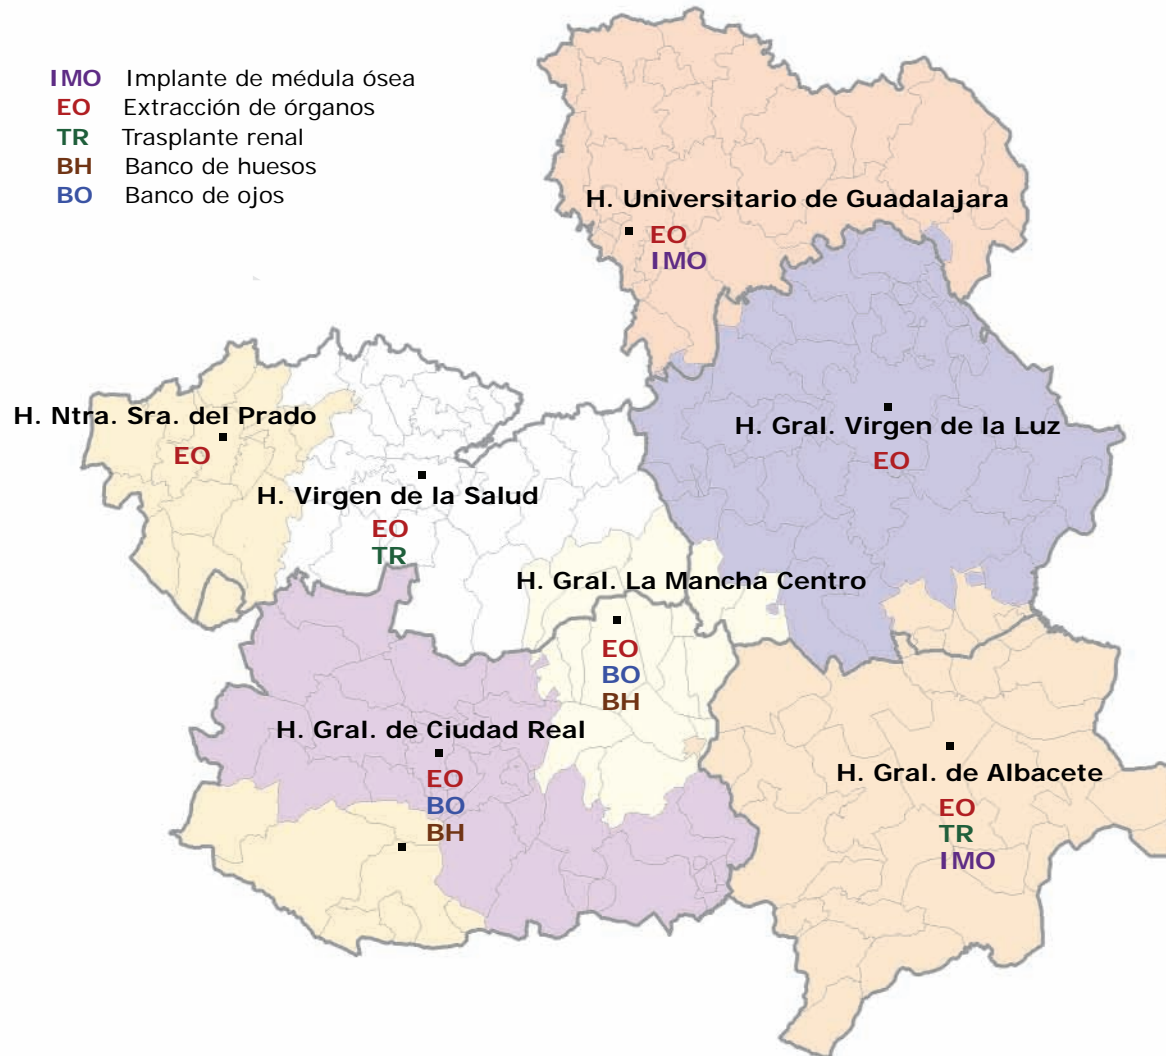 IMO Implante de médula ósea
EO Extracción de órganos
TR Trasplante renal
BH Banco de huesos
BO Banco de ojos
H. Universitario de Guadalajara
EO
IMO
H. Ntra. Sra. del Prado
EO
H. Gral. Virgen de la Luz
EO
H. Virgen de la Salud
EO
TR
H. Gral. La Mancha Centro
EO
BO
BH
H. Gral. de Ciudad Real
EO
BO
BH
H. Gral. de Albacete
EO
TR
IMO